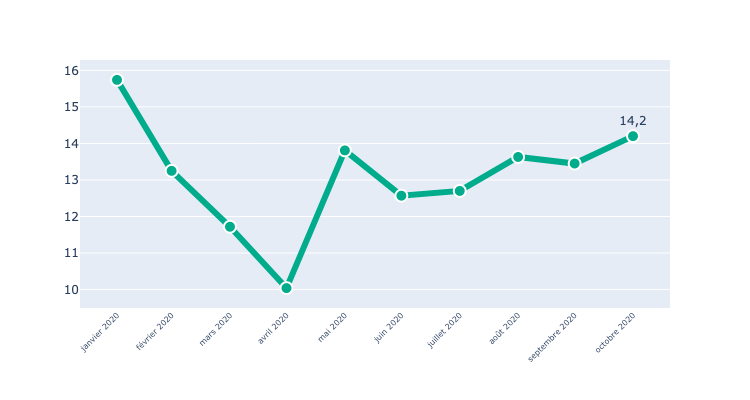 16
15
14
13
12
11
10
14,2
janvier 2020
février 2020
mars 2020
avril 2020
mai 2020
juin 2020
juillet 2020
août 2020
septembre 2020
octobre 2020